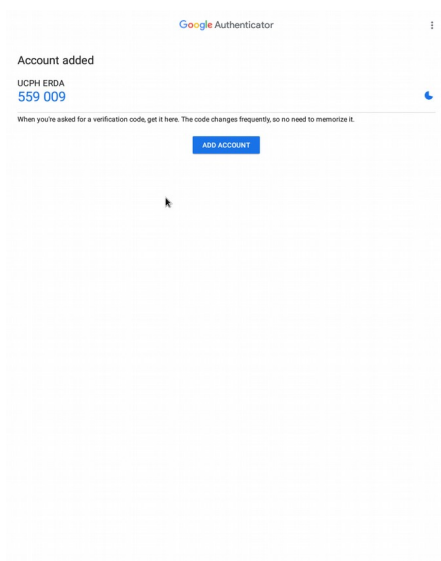 Google Authenticator
Account added
UCPH ERDA
559 009
When you're asked for a verification code, get it here. The code changes frequently, so no need to memorize it.
ADD ACCOUNT